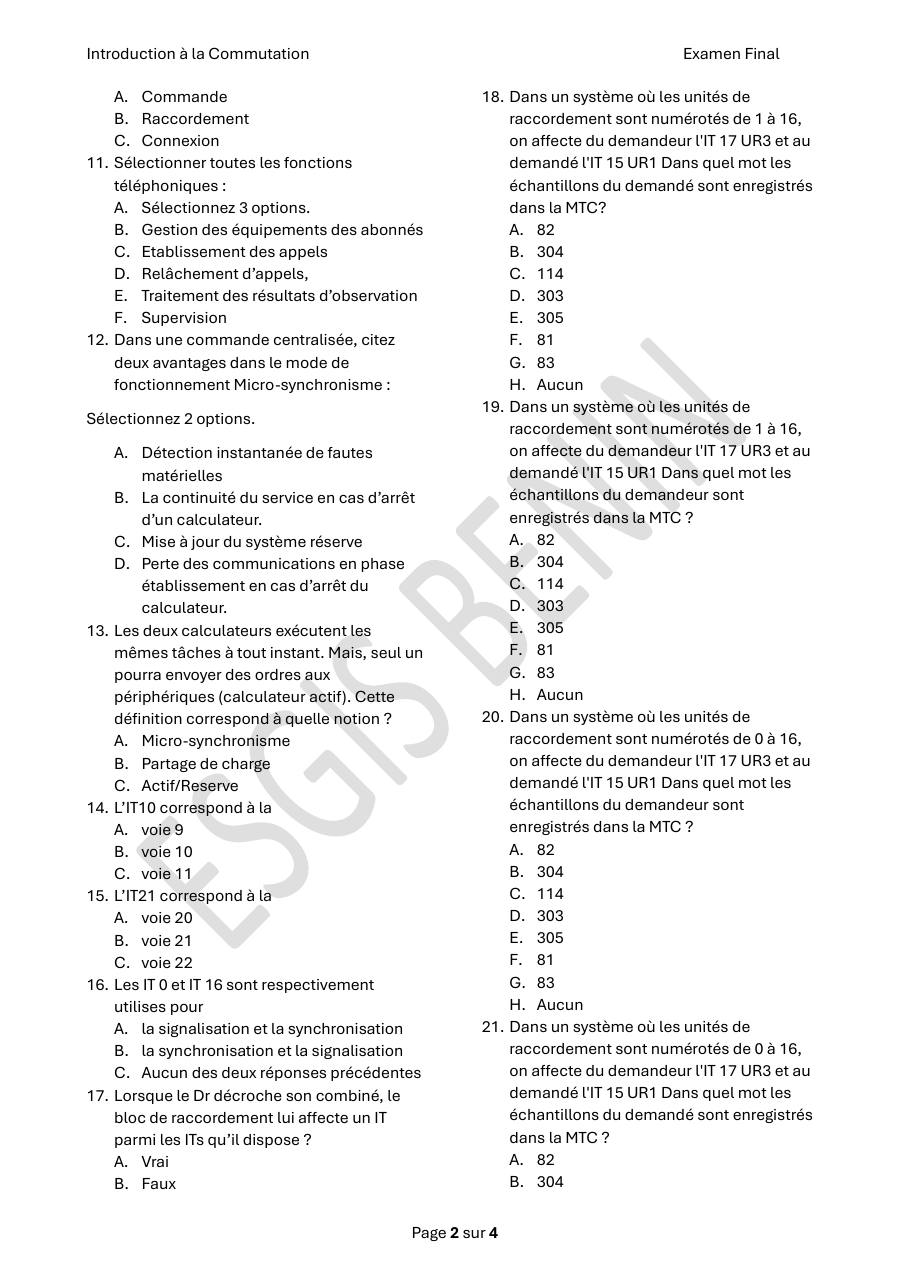 Introduction à la Commutation
Examen Final
A. Commande
B. Raccordement
C. Connexion
11. Sélectionner toutes les fonctions
téléphoniques :
A. Sélectionnez 3 options.
B. Gestion des équipements des abonnés
C. Etablissement des appels
D. Relâchement d’appels,
E. Traitement des résultats d’observation
F. Supervision
12. Dans une commande centralisée, citez
deux avantages dans le mode de
fonctionnement Micro-synchronisme :
Sélectionnez 2 options.
A. Détection instantanée de fautes
matérielles
B. La continuité du service en cas d’arrêt
d’un calculateur.
C. Mise à jour du système réserve
D. Perte des communications en phase
établissement en cas d’arrêt du
calculateur.
13. Les deux calculateurs exécutent les
mêmes tâches à tout instant. Mais, seul un
pourra envoyer des ordres aux
périphériques (calculateur actif). Cette
définition correspond à quelle notion ?
A. Micro-synchronisme
B. Partage de charge
C. Actif/Reserve
14. L’IT10 correspond à la
A. voie 9
B. voie 10
C. voie 11
15. L’IT21 correspond à la
A. voie 20
B. voie 21
C. voie 22
16. Les IT 0 et IT 16 sont respectivement
utilises pour
A. la signalisation et la synchronisation
B. la synchronisation et la signalisation
C. Aucun des deux réponses précédentes
17. Lorsque le Dr décroche son combiné, le
bloc de raccordement lui affecte un IT
parmi les ITs qu’il dispose ?
A. Vrai
B. Faux
18. Dans un système où les unités de
raccordement sont numérotés de 1 à 16,
on affecte du demandeur l'IT 17 UR3 et au
demandé l'IT 15 UR1 Dans quel mot les
échantillons du demandé sont enregistrés
dans la MTC?
A. 82
B. 304
C. 114
D. 303
E. 305
F. 81
G. 83
H. Aucun
19. Dans un système où les unités de
raccordement sont numérotés de 1 à 16,
on affecte du demandeur l'IT 17 UR3 et au
demandé l'IT 15 UR1 Dans quel mot les
échantillons du demandeur sont
enregistrés dans la MTC ?
A. 82
B. 304
C. 114
D. 303
E. 305
F. 81
G. 83
H. Aucun
20. Dans un système où les unités de
raccordement sont numérotés de 0 à 16,
on affecte du demandeur l'IT 17 UR3 et au
demandé l'IT 15 UR1 Dans quel mot les
échantillons du demandeur sont
enregistrés dans la MTC ?
A. 82
B. 304
C. 114
D. 303
E. 305
F. 81
G. 83
H. Aucun
21. Dans un système où les unités de
raccordement sont numérotés de 0 à 16,
on affecte du demandeur l'IT 17 UR3 et au
demandé l'IT 15 UR1 Dans quel mot les
échantillons du demandé sont enregistrés
dans la MTC ?
A. 82
B. 304
ESGIS BENIN
Page 2 sur 4